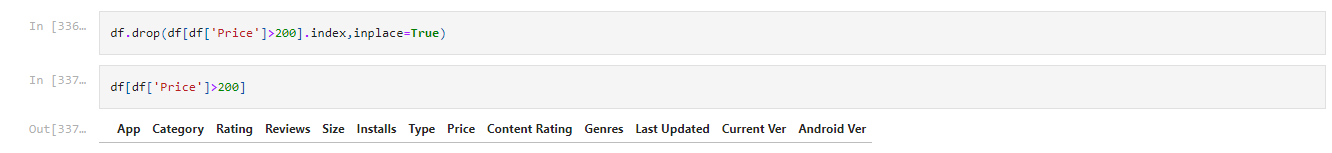 In [336…
df.drop(df[df['Price']>200].index,inplace=True)
In [337…
df[df['Price']>200]
Out[337… App Category Rating Reviews Size Installs Type Price Content Rating Genres Last Updated Current Ver Android Ver